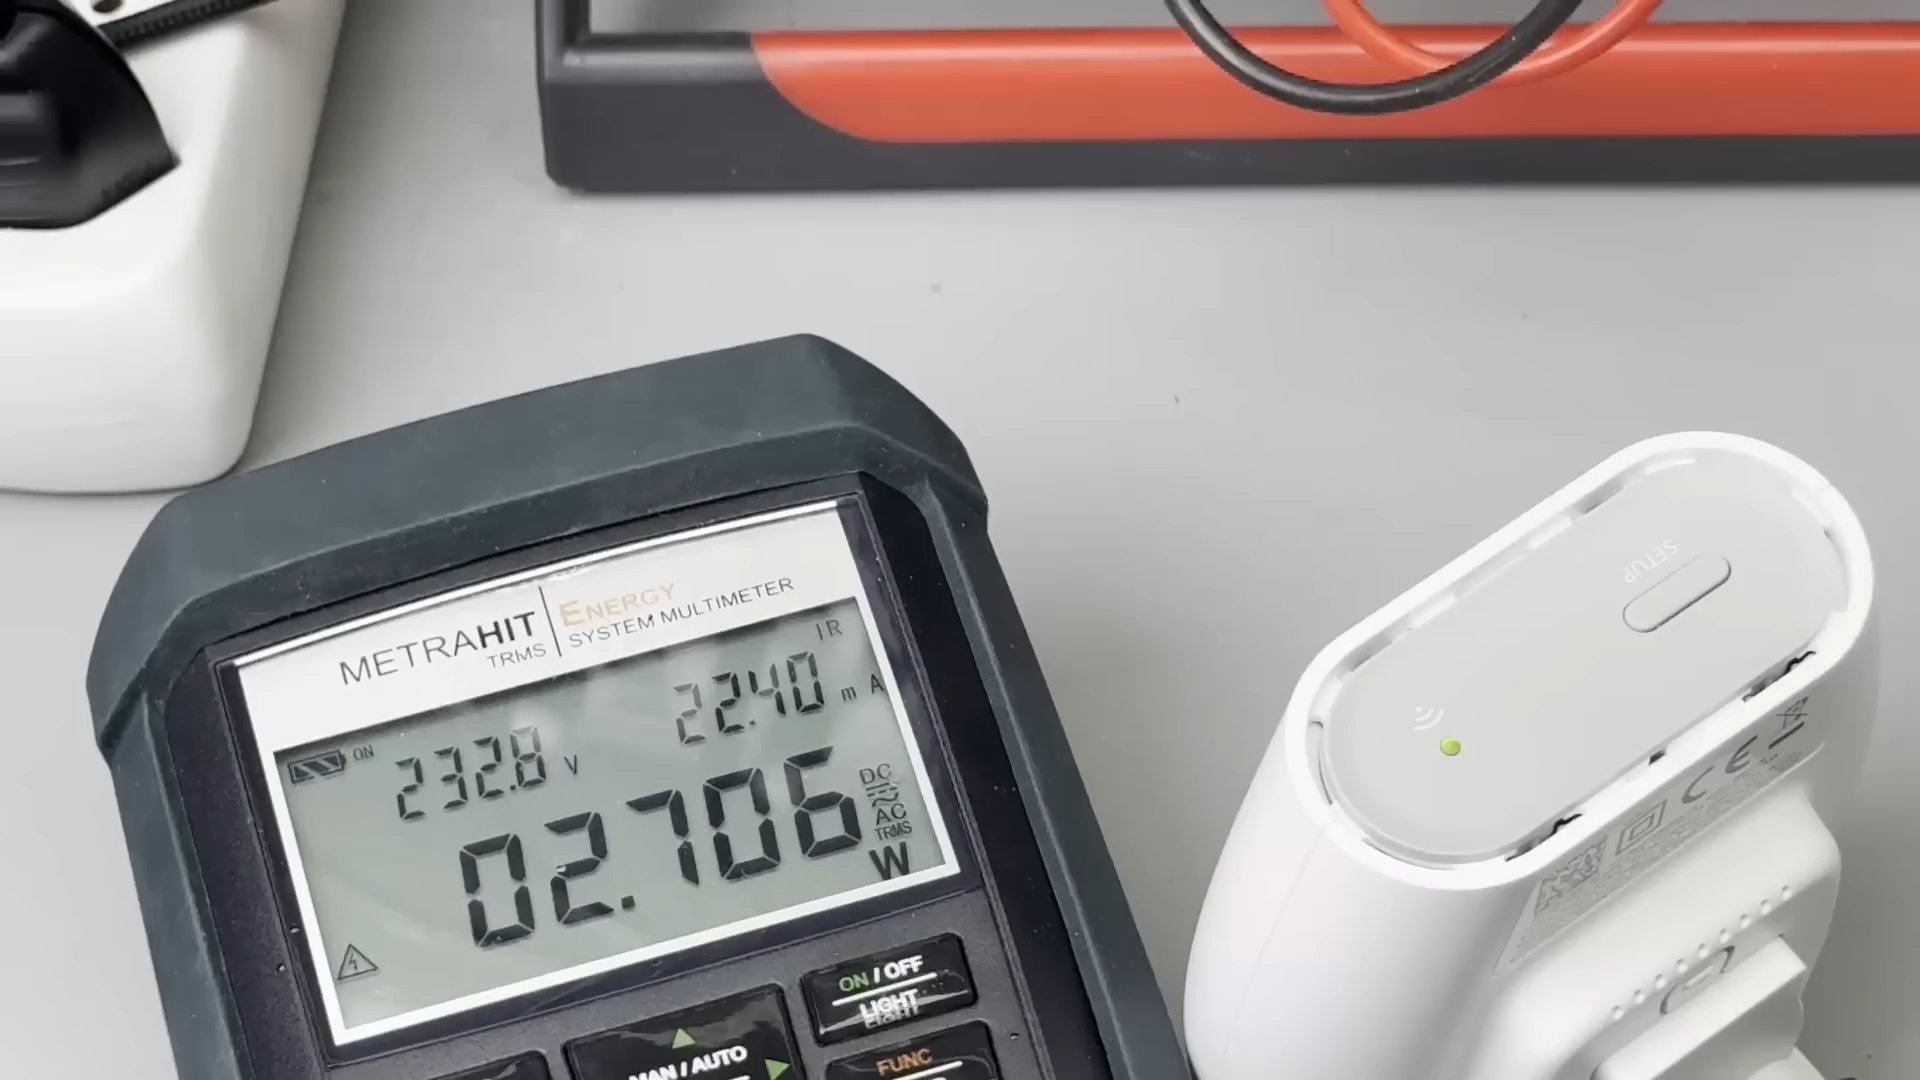 METRAHIT
TRMS
ENERGY
SYSTEM MULTIMETER
IR
ON
232.8 V
22.40 m A
02.706
DC
AC
TRMS
W
ON / OFF
LIGHT
MAN / AUTO
FUNC
SETUP
CE